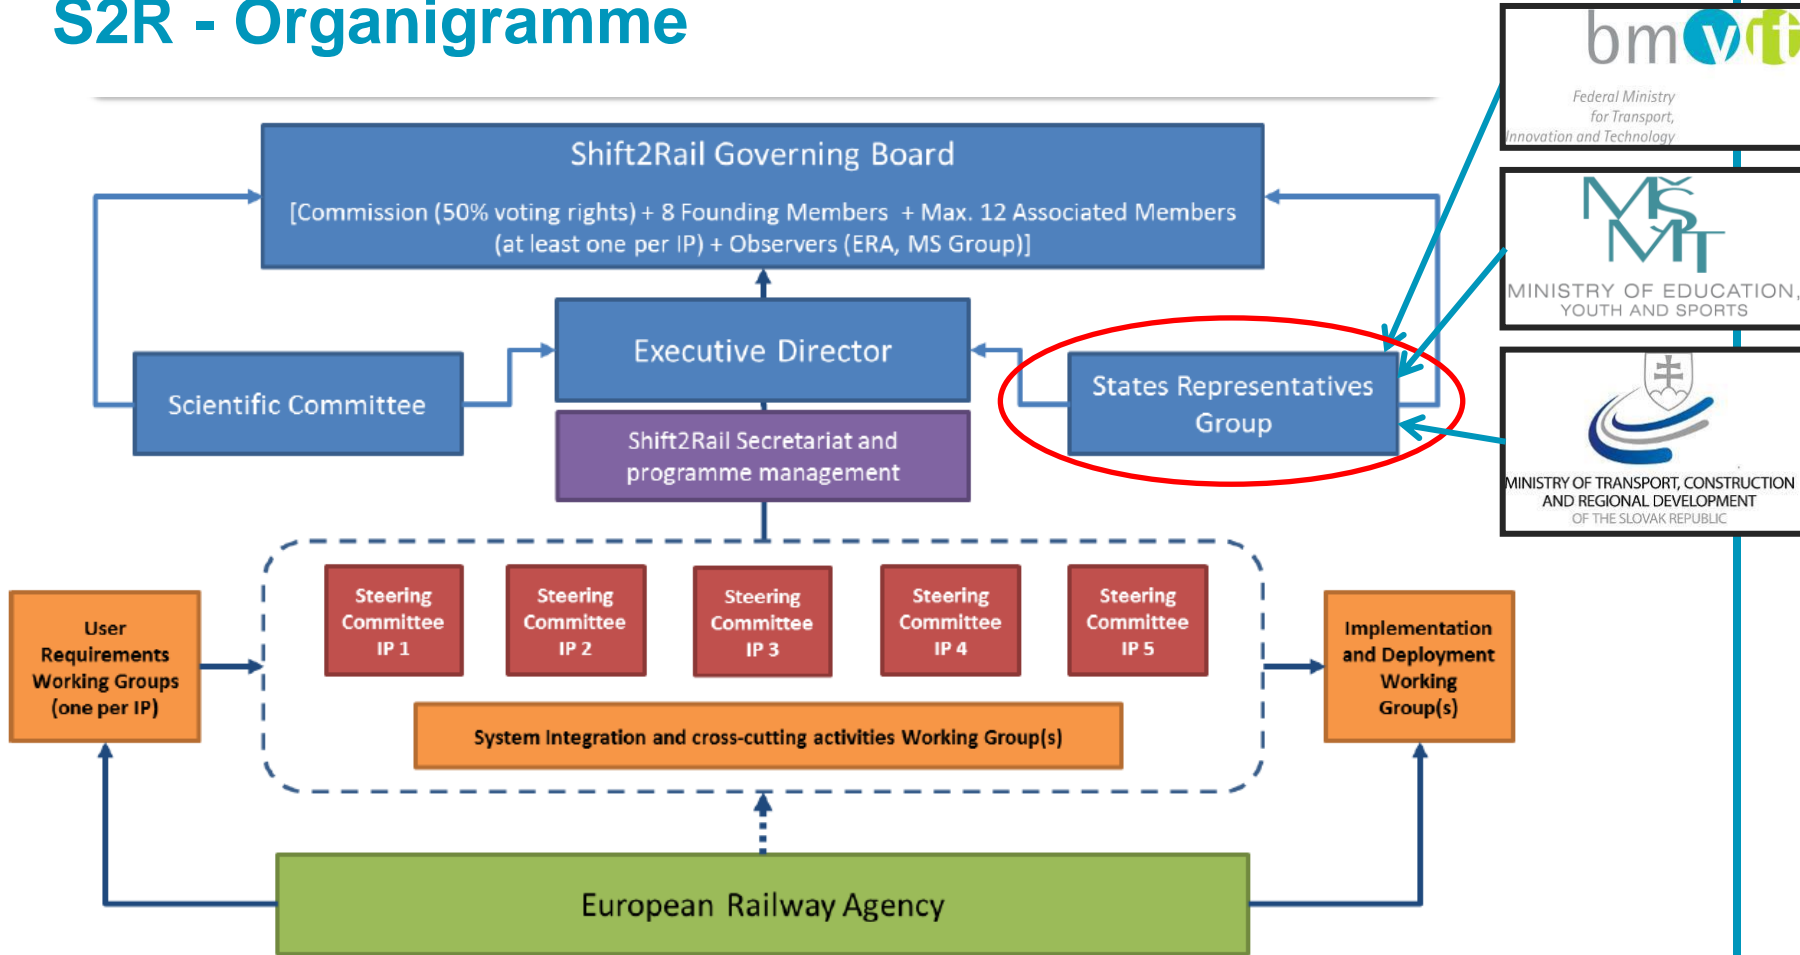 S2R - Organigramme
bmvit
Federal Ministry
for Transport,
Innovation and Technology
Shift2Rail Governing Board
[Commission (50% voting rights) + 8 Founding Members + Max. 12 Associated Members
(at least one per IP) + Observers (ERA, MS Group)]
MŠMT
MINISTRY OF EDUCATION,
YOUTH AND SPORTS
Executive Director
Scientific Committee
States Representatives
Group
Shift2Rail Secretariat and
programme management
MINISTRY OF TRANSPORT, CONSTRUCTION
AND REGIONAL DEVELOPMENT
OF THE SLOVAK REPUBLIC
User
Requirements
Working Groups
(one per IP)
Steering
Committee
IP 1
Steering
Committee
IP 2
Steering
Committee
IP 3
Steering
Committee
IP 4
Steering
Committee
IP 5
Implementation
and Deployment
Working
Group(s)
System Integration and cross-cutting activities Working Group(s)
European Railway Agency